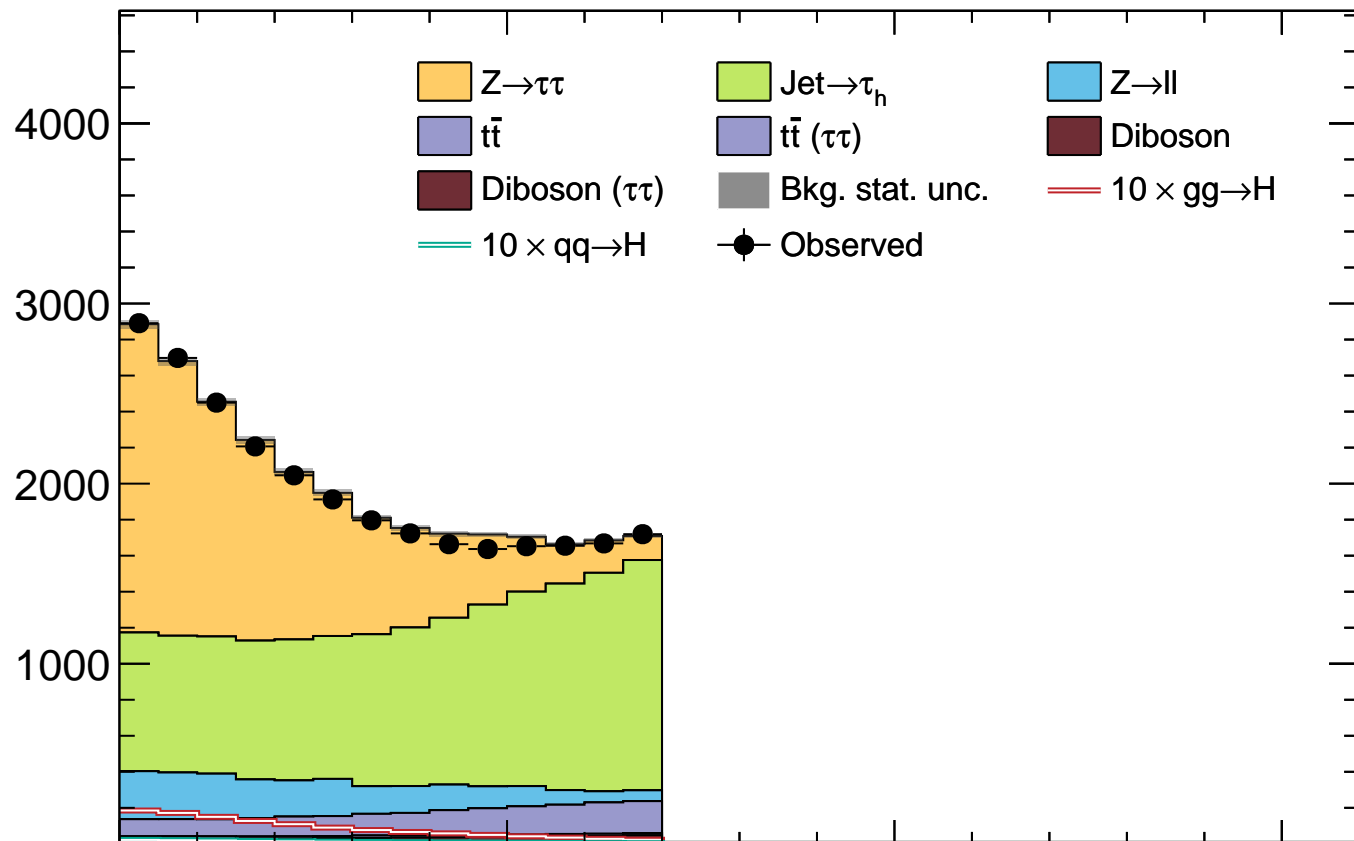 4000
3000
2000
1000
Z→ττ Jet→τh Z→ll
tt̄ tt̄ (ττ) Diboson
Diboson (ττ) Bkg. stat. unc. 10 × gg→H
10 × qq→H Observed